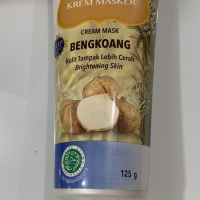 KREM MASKER
CREAM MASK
BENGKOANG
Kulit Tampak Lebih Cerah
Brightening Skin
125 g